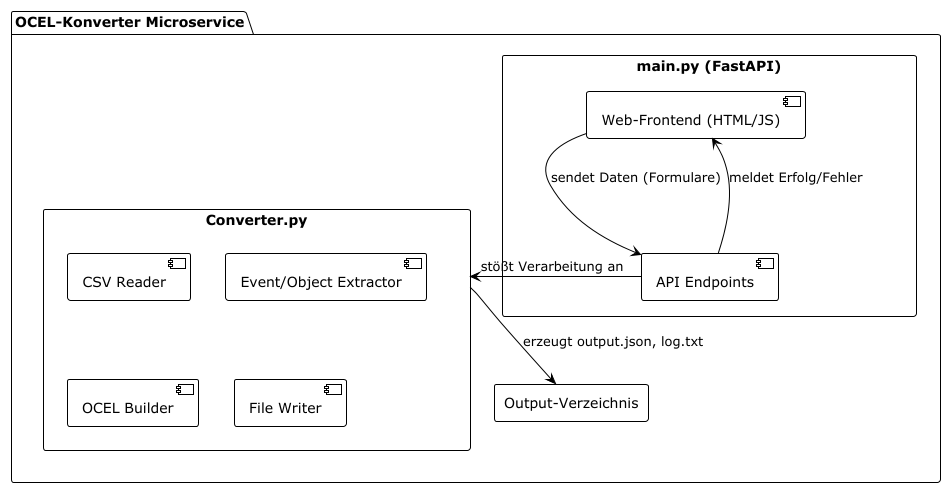 OCEL-Konverter Microservice
main.py (FastAPI)
Web-Frontend (HTML/JS)
sendet Daten (Formulare)
meldet Erfolg/Fehler
Converter.py
CSV Reader
Event/Object Extractor
stößt Verarbeitung an
API Endpoints
erzeugt output.json, log.txt
OCEL Builder
File Writer
Output-Verzeichnis